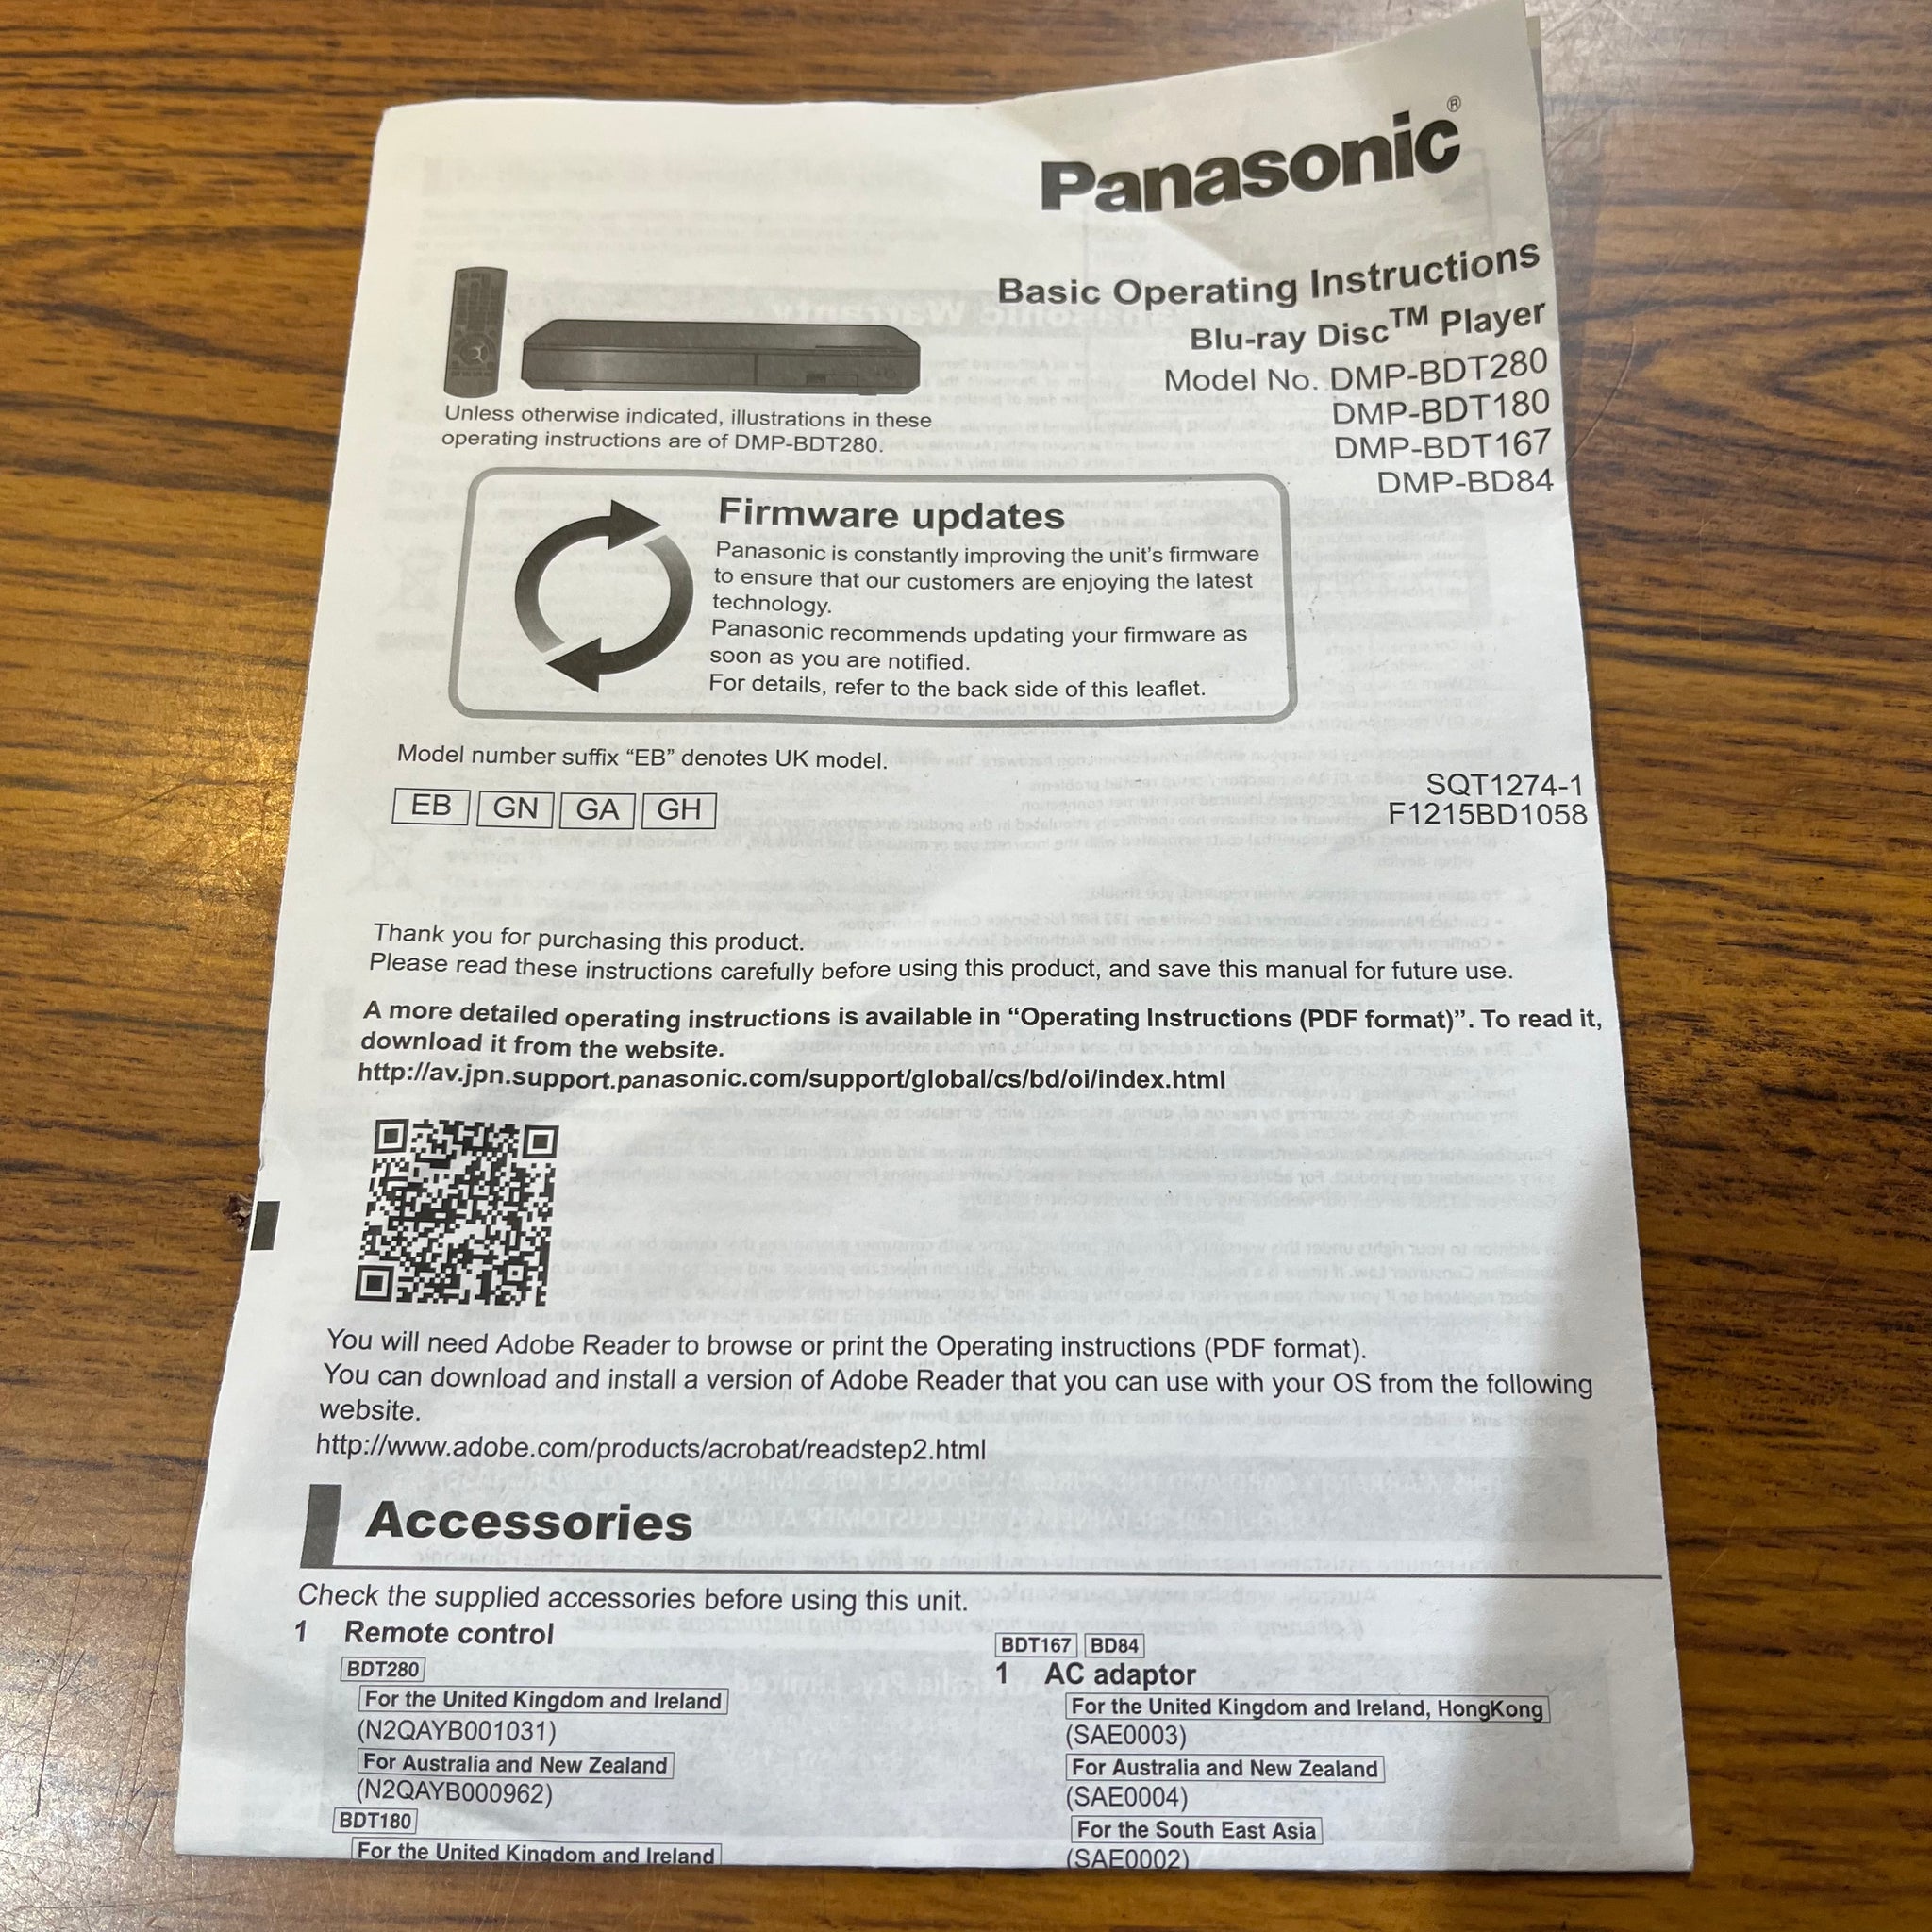 Panasonic®
Basic Operating Instructions
Blu-ray Disc™ Player
Model No. DMP-BDT280
DMP-BDT180
DMP-BDT167
DMP-BD84
Unless otherwise indicated, illustrations in these
operating instructions are of DMP-BDT280.
Firmware updates
Panasonic is constantly improving the unit's firmware
to ensure that our customers are enjoying the latest
technology.
Panasonic recommends updating your firmware as
soon as you are notified.
For details, refer to the back side of this leaflet.
Model number suffix “EB” denotes UK model.
EB GN GA GH
SQT1274-1
F1215BD1058
Thank you for purchasing this product.
Please read these instructions carefully before using this product, and save this manual for future use.
A more detailed operating instructions is available in “Operating Instructions (PDF format)”. To read it,
download it from the website.
http://av.jpn.support.panasonic.com/support/global/cs/bd/oi/index.html
You will need Adobe Reader to browse or print the Operating instructions (PDF format).
You can download and install a version of Adobe Reader that you can use with your OS from the following
website.
http://www.adobe.com/products/acrobat/readstep2.html
Accessories
Check the supplied accessories before using this unit.
1 Remote control
BDT280
For the United Kingdom and Ireland
(N2QAYB001031)
For Australia and New Zealand
(N2QAYB000962)
BDT180
For the United Kingdom and Ireland
BDT167 BD84
1 AC adaptor
For the United Kingdom and Ireland, HongKong
(SAE0003)
For Australia and New Zealand
(SAE0004)
For the South East Asia
(SAE0002)